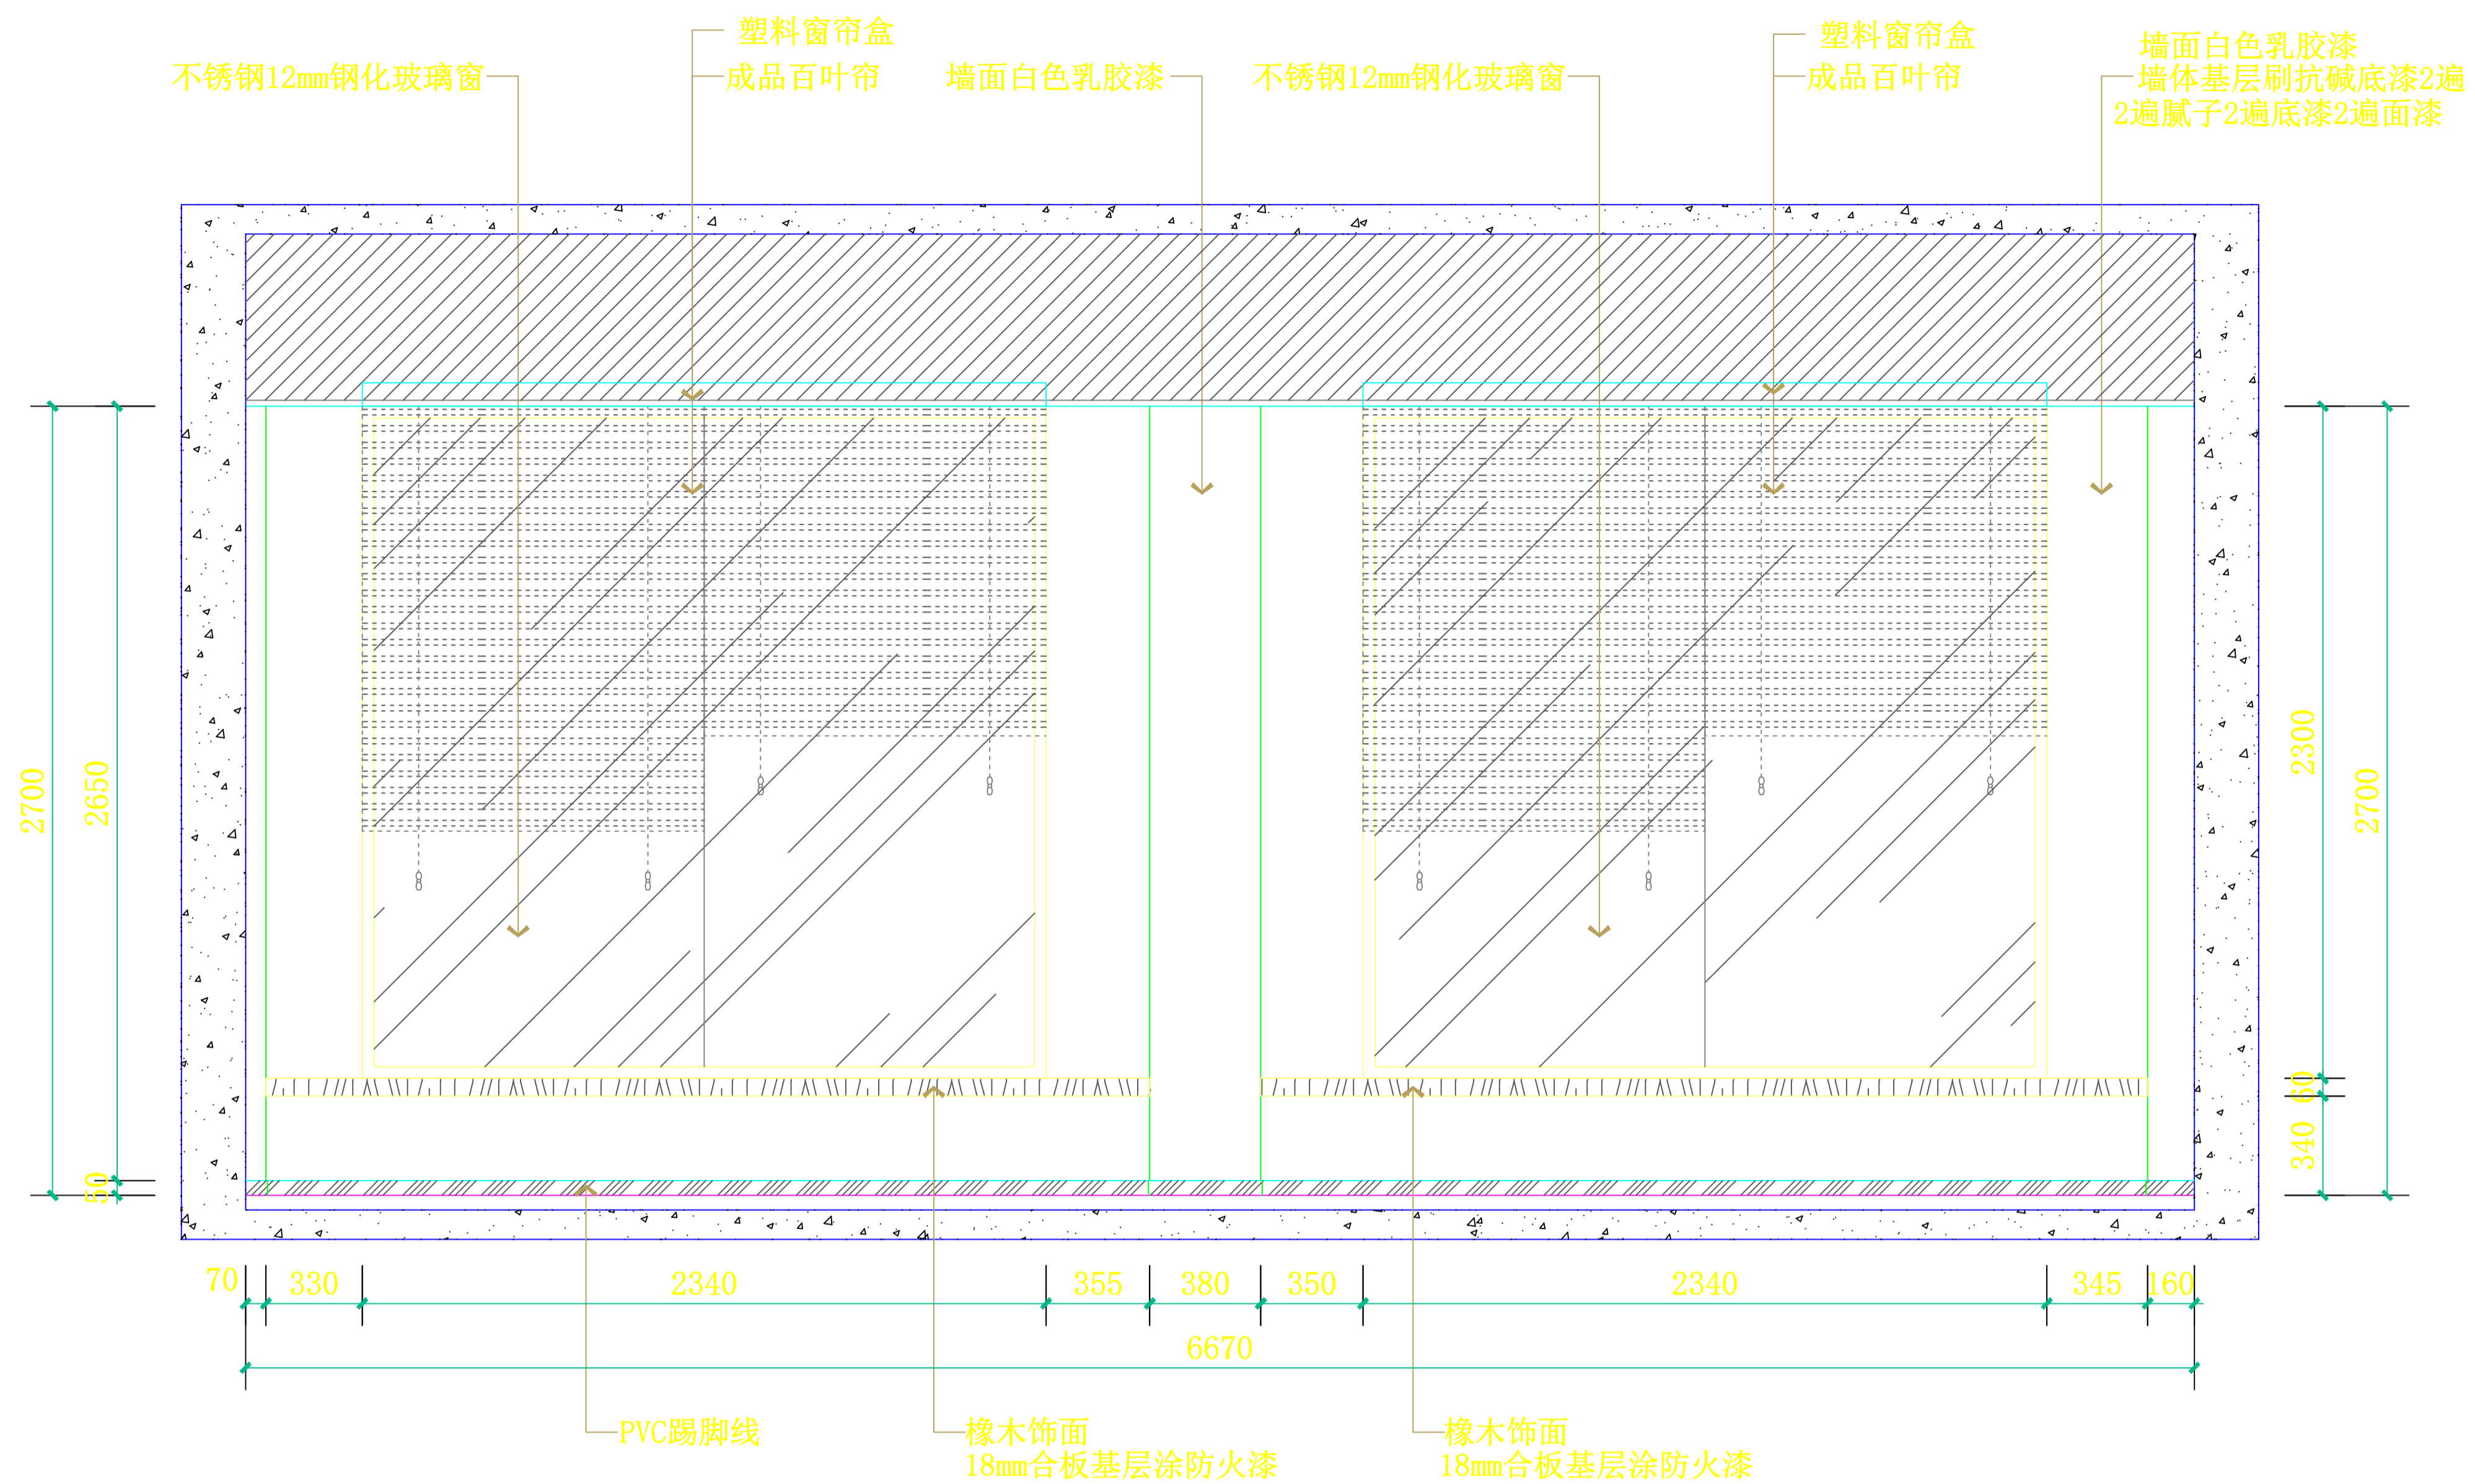 塑料窗帘盒
成品百叶帘
不锈钢12mm钢化玻璃窗
墙面白色乳胶漆
不锈钢12mm钢化玻璃窗
塑料窗帘盒
成品百叶帘
墙面白色乳胶漆
墙体基层刷抗碱底漆2遍
2遍腻子2遍底漆2遍面漆
2700
2650
50
2300
60
340
2700
70
330
2340
355
380
350
2340
345
160
6670
PVC踢脚线
橡木饰面
18mm合板基层涂防火漆
橡木饰面
18mm合板基层涂防火漆